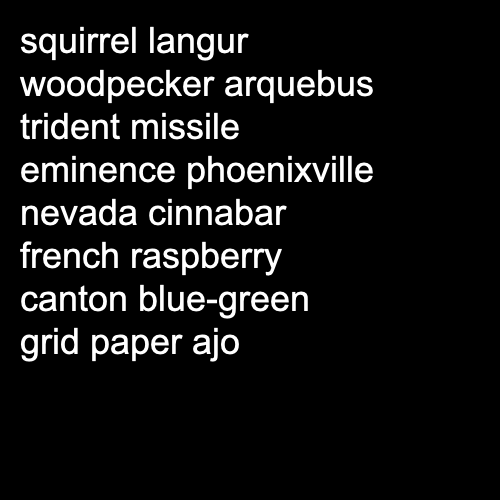 squirrel langur
woodpecker arquebus
trident missile
eminence phoenixville
nevada cinnabar
french raspberry
canton blue-green
grid paper ajo